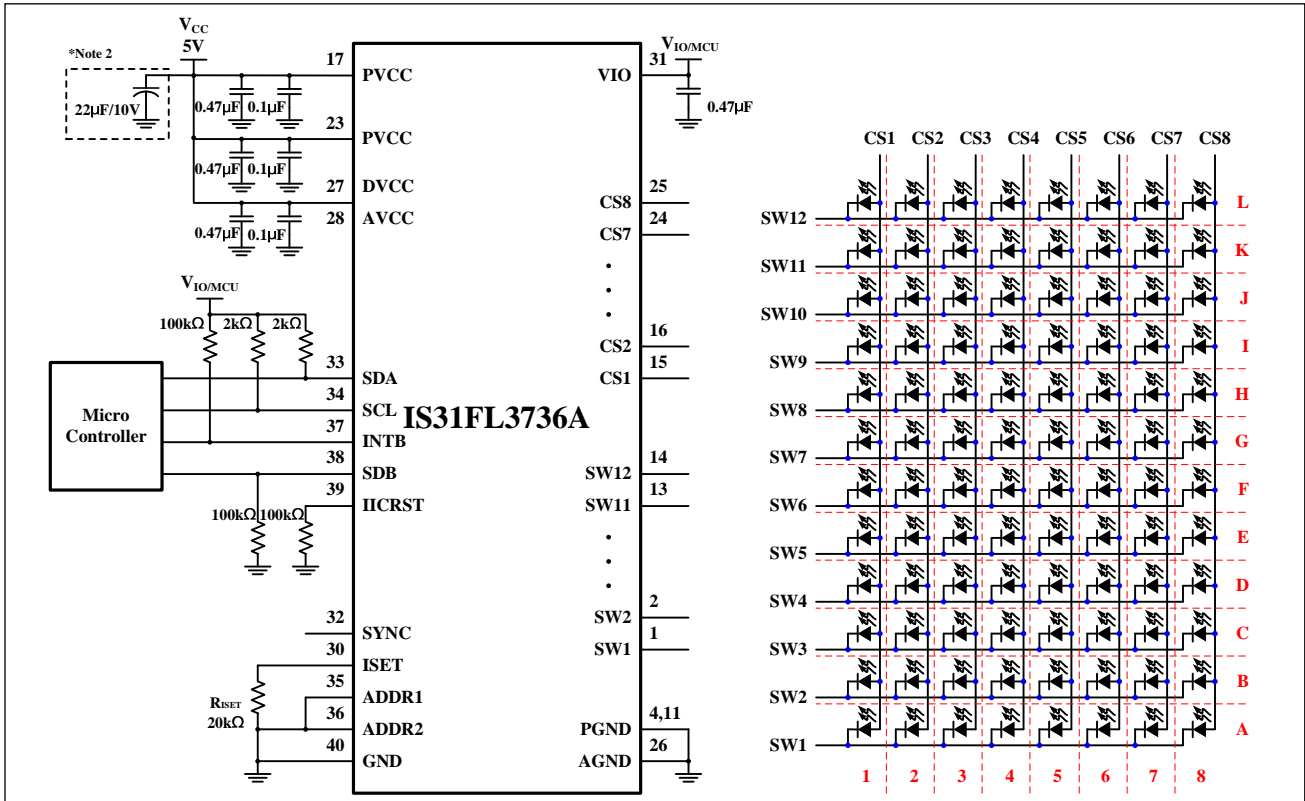 *Note 2
VCC
5V
22μF/10V
0.47μF 0.1μF
0.47μF 0.1μF
0.47μF 0.1μF
17 PVCC
23 PVCC
27 DVCC
28 AVCC
VIO/MCU
100kΩ 2kΩ 2kΩ
Micro
Controller
33 SDA
34 SCL
37 INTB
38 SDB
39 IICRST
100kΩ 100kΩ
32 SYNC
30 ISET
35 ADDR1
36 ADDR2
40 GND
RISET
20kΩ
IS31FL3736A
VIO/MCU
VIO 31
0.47μF
CS8 25
CS7 24
CS2 16
CS1 15
SW12 14
SW11 13
SW2 2
SW1 1
PGND 4,11
AGND 26
CS1 CS2 CS3 CS4 CS5 CS6 CS7 CS8
SW12 L
SW11 K
SW10 J
SW9 I
SW8 H
SW7 G
SW6 F
SW5 E
SW4 D
SW3 C
SW2 B
SW1 A
1 2 3 4 5 6 7 8